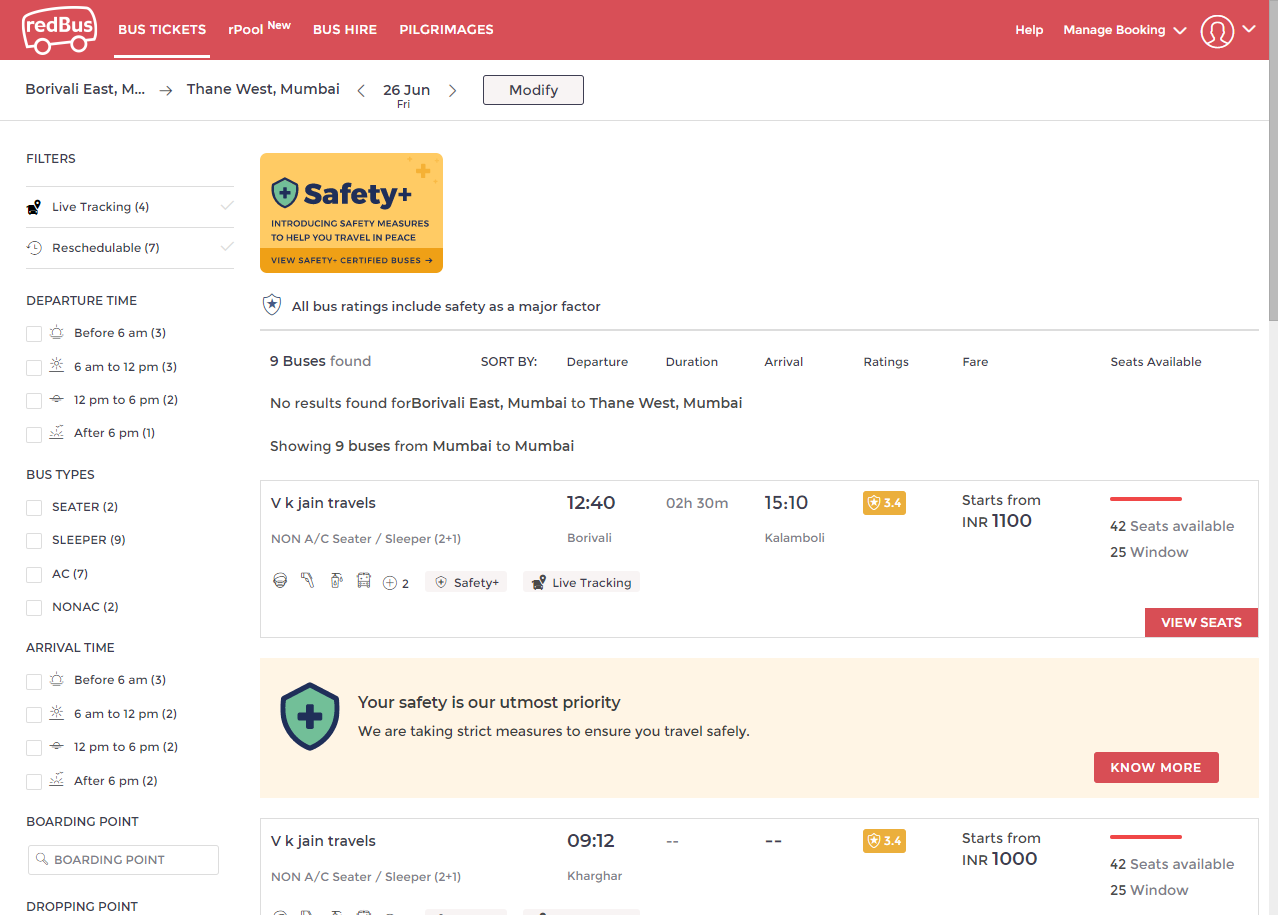 redBus BUS TICKETS rPool New BUS HIRE PILGRIMAGES Help Manage Booking
Borivali East, M... → Thane West, Mumbai < 26 Jun > Modify
Fri
FILTERS
Live Tracking (4)
Reschedulable (7)
DEPARTURE TIME
Before 6 am (3)
6 am to 12 pm (3)
12 pm to 6 pm (2)
After 6 pm (1)
BUS TYPES
SEATER (2)
SLEEPER (9)
AC (7)
NONAC (2)
ARRIVAL TIME
Before 6 am (3)
6 am to 12 pm (2)
12 pm to 6 pm (2)
After 6 pm (2)
BOARDING POINT
BOARDING POINT
DROPPING POINT
Safety+
INTRODUCING SAFETY MEASURES
TO HELP YOU TRAVEL IN PEACE
VIEW SAFETY+ CERTIFIED BUSES →
All bus ratings include safety as a major factor
9 Buses found SORT BY: Departure Duration Arrival Ratings Fare Seats Available
No results found forBorivali East, Mumbai to Thane West, Mumbai
Showing 9 buses from Mumbai to Mumbai
V k jain travels 12:40 02h 30m 15:10 3.4 Starts from
INR 1100
42 Seats available
NON A/C Seater / Sleeper (2+1) Borivali Kalamboli
25 Window
2 Safety+ Live Tracking
VIEW SEATS
Your safety is our utmost priority
We are taking strict measures to ensure you travel safely.
KNOW MORE
V k jain travels 09:12 -- -- 3.4 Starts from
INR 1000
42 Seats available
NON A/C Seater / Sleeper (2+1) Kharghar
25 Window